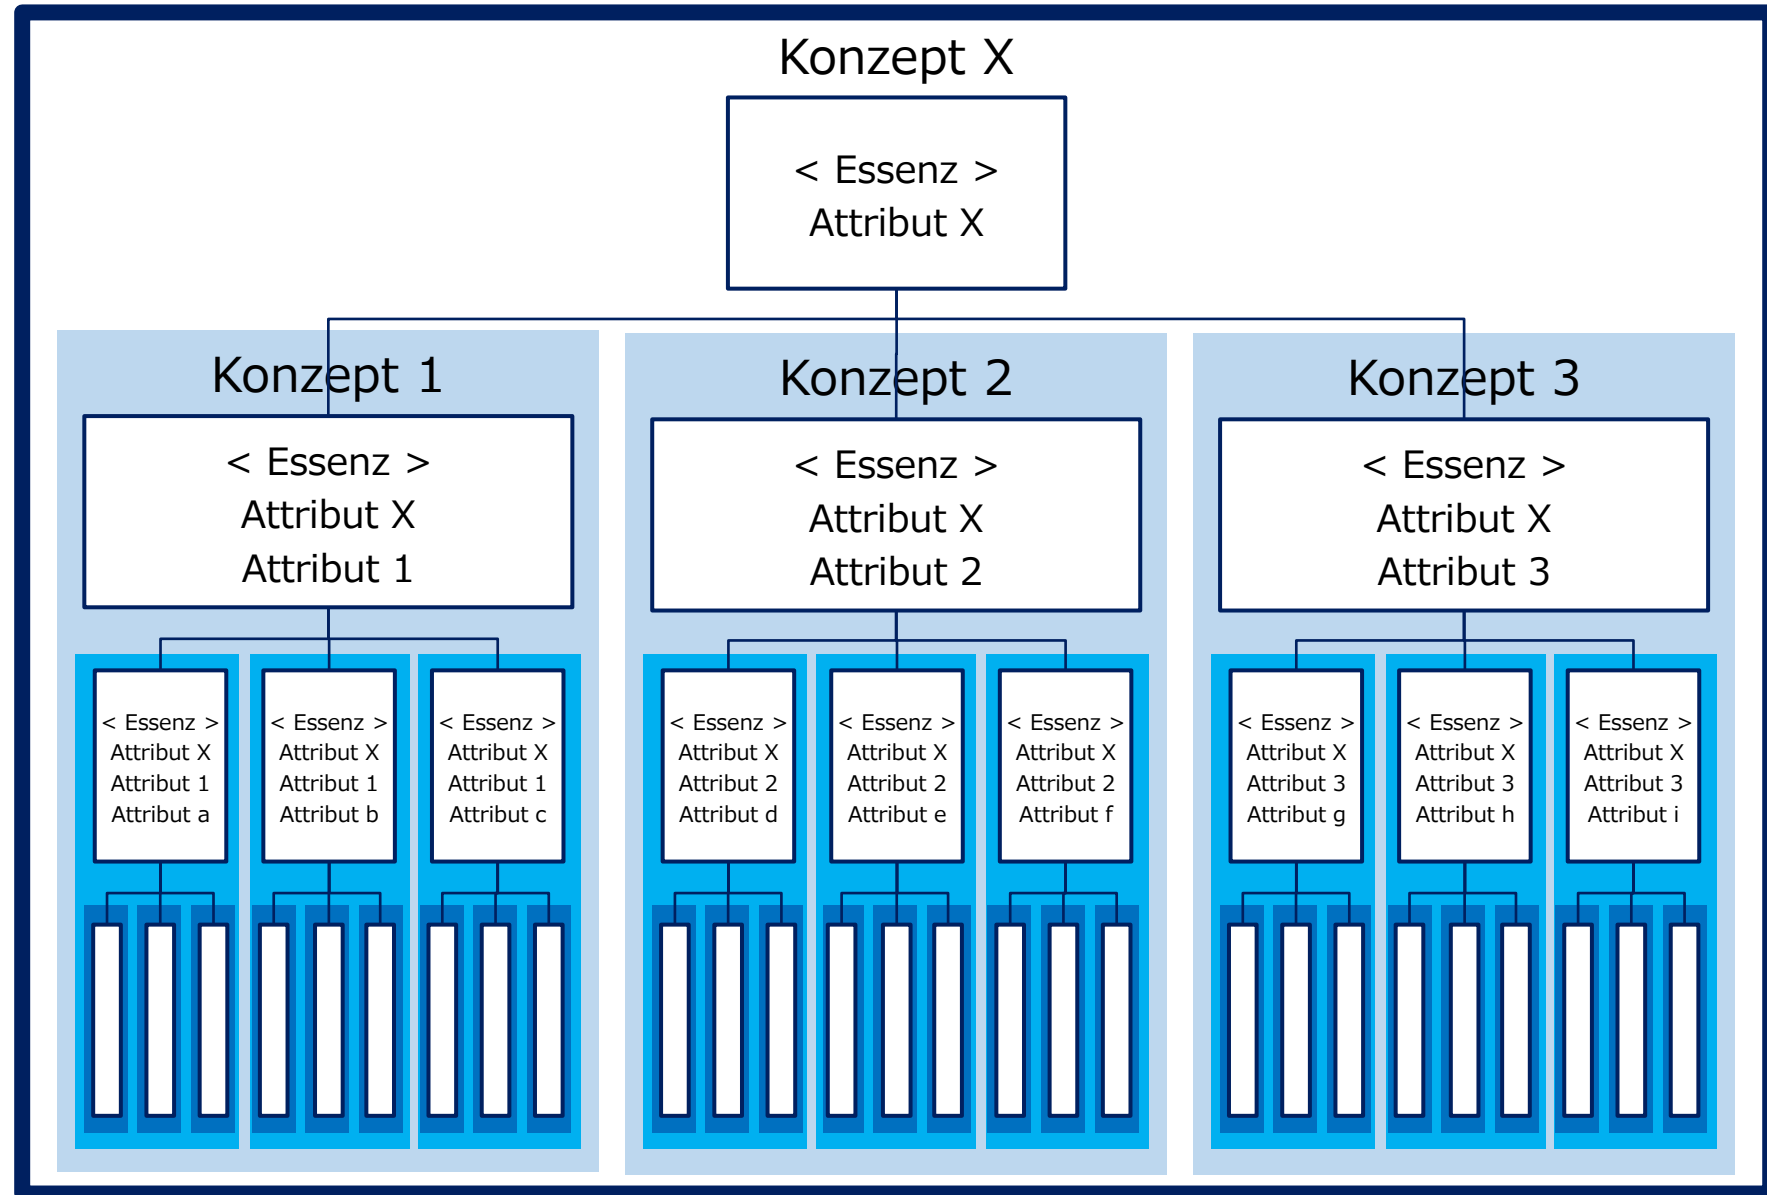 Konzept X
< Essenz >
Attribut X
Konzept 1
< Essenz >
Attribut X
Attribut 1
Konzept 2
< Essenz >
Attribut X
Attribut 2
Konzept 3
< Essenz >
Attribut X
Attribut 3
< Essenz >
Attribut X
Attribut 1
Attribut a
< Essenz >
Attribut X
Attribut 1
Attribut b
< Essenz >
Attribut X
Attribut 1
Attribut c
< Essenz >
Attribut X
Attribut 2
Attribut d
< Essenz >
Attribut X
Attribut 2
Attribut e
< Essenz >
Attribut X
Attribut 2
Attribut f
< Essenz >
Attribut X
Attribut 3
Attribut g
< Essenz >
Attribut X
Attribut 3
Attribut h
< Essenz >
Attribut X
Attribut 3
Attribut i